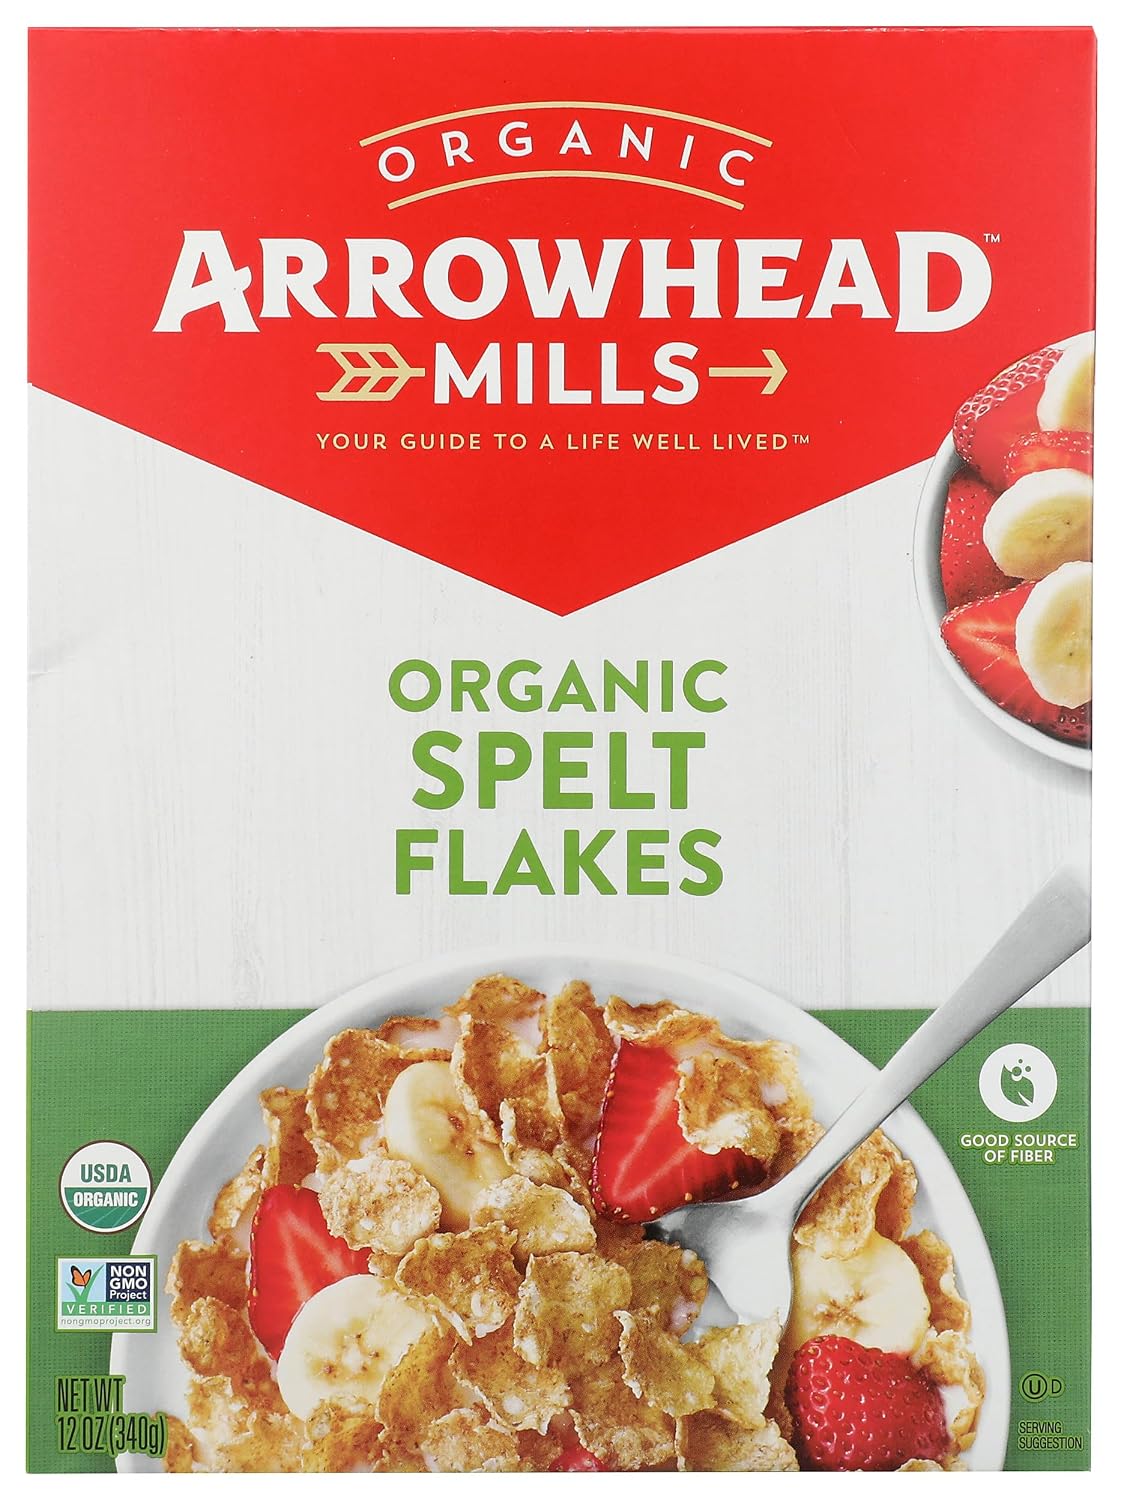 ORGANIC
ARROWHEAD™
MILLS
YOUR GUIDE TO A LIFE WELL LIVED™
ORGANIC
SPELT
FLAKES
GOOD SOURCE
OF FIBER
USDA
ORGANIC
NON
GMO
Project
VERIFIED
nongmoproject.org
NET WT
12 OZ (340g)
U D
SERVING
SUGGESTION